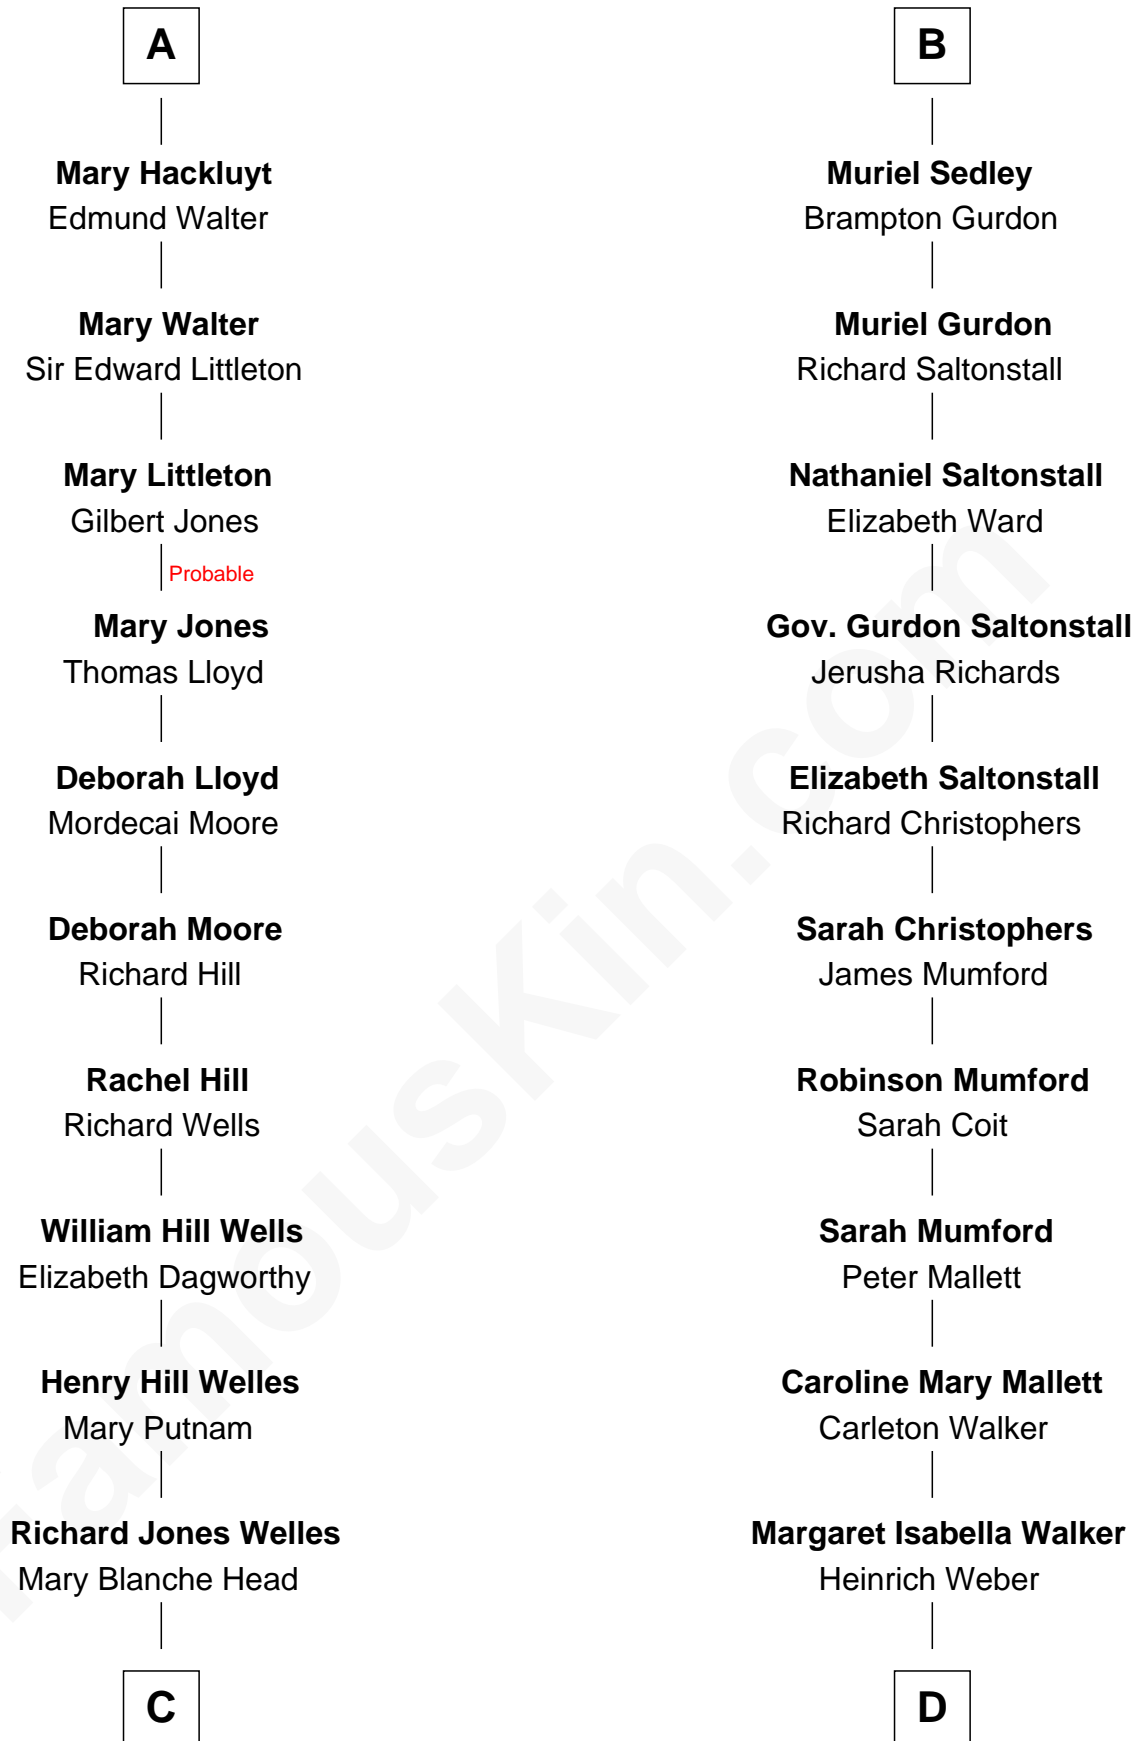 A
Mary Hackluyt
Edmund Walter
Mary Walter
Sir Edward Littleton
Mary Littleton
Gilbert Jones
Probable
Mary Jones
Thomas Lloyd
Deborah Lloyd
Mordecai Moore
Deborah Moore
Richard Hill
Rachel Hill
Richard Wells
William Hill Wells
Elizabeth Dagworthy
Henry Hill Welles
Mary Putnam
Richard Jones Welles
Mary Blanche Head
C
B
Muriel Sedley
Brampton Gurdon
Muriel Gurdon
Richard Saltonstall
Nathaniel Saltonstall
Elizabeth Ward
Gov. Gurdon Saltonstall
Jerusha Richards
Elizabeth Saltonstall
Richard Christophers
Sarah Christophers
James Mumford
Robinson Mumford
Sarah Coit
Sarah Mumford
Peter Mallett
Caroline Mary Mallett
Carleton Walker
Margaret Isabella Walker
Heinrich Weber
D
FamousKin.com